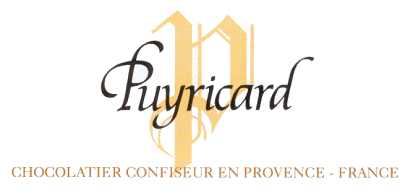 P
Puyricard
CHOCOLATIER CONFISEUR EN PROVENCE - FRANCE